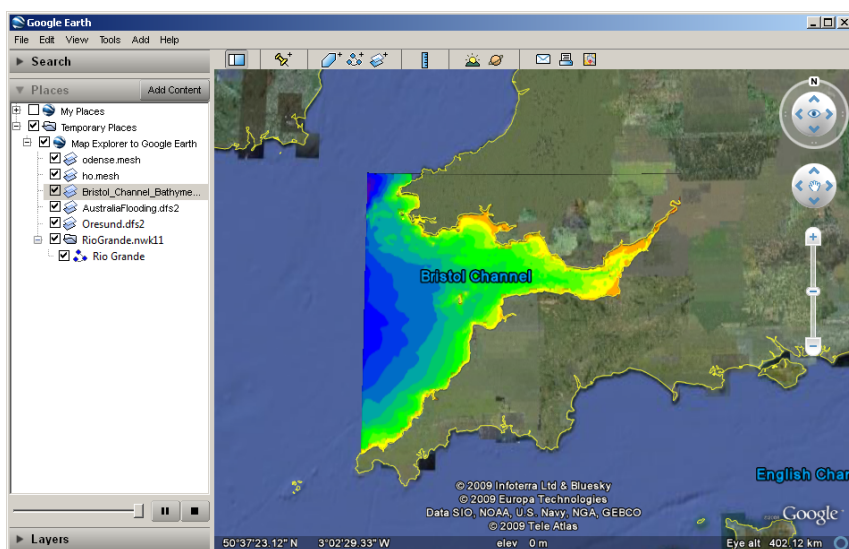 Google Earth
File Edit View Tools Add Help
Search
Places
Add Content
My Places
Temporary Places
Map Explorer to Google Earth
odense.mesh
ho.mesh
Bristol_Channel_Bathyme...
AustraliaFlooding.dfs2
Oresund.dfs2
RioGrande.nwk11
Rio Grande
Layers
N
Bristol Channel
English Chan
© 2009 Infoterra Ltd & Bluesky
© 2009 Europa Technologies
Data SIO, NOAA, U.S. Navy, NGA, GEBCO
© 2009 Tele Atlas
Google
50°37'23.12" N 3°02'29.33" W elev 0 m Eye alt 402.12 km